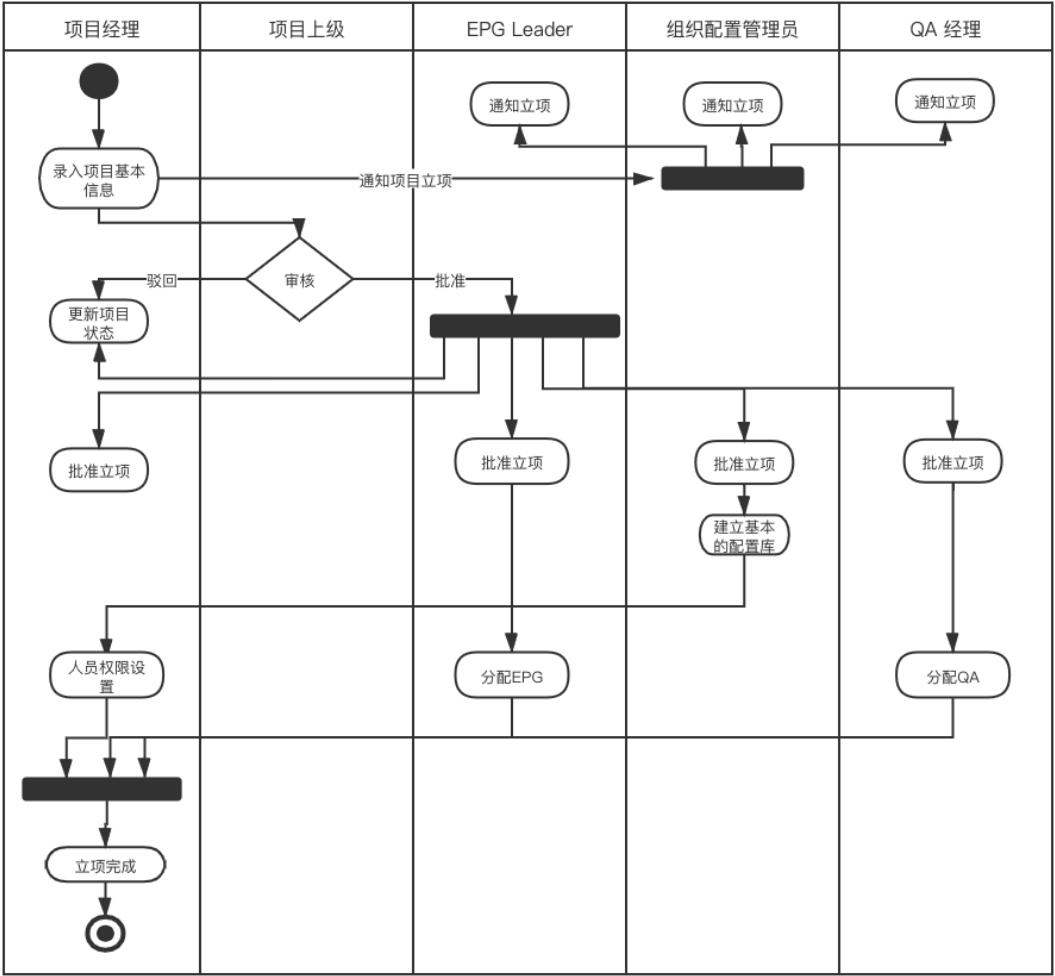 项目经理
项目上级
EPG Leader
组织配置管理员
QA 经理
通知立项
通知立项
通知立项
录入项目基本
信息
通知项目立项
驳回
审核
批准
更新项目
状态
批准立项
批准立项
批准立项
批准立项
建立基本
的配置库
人员权限设
置
分配EPG
分配QA
立项完成